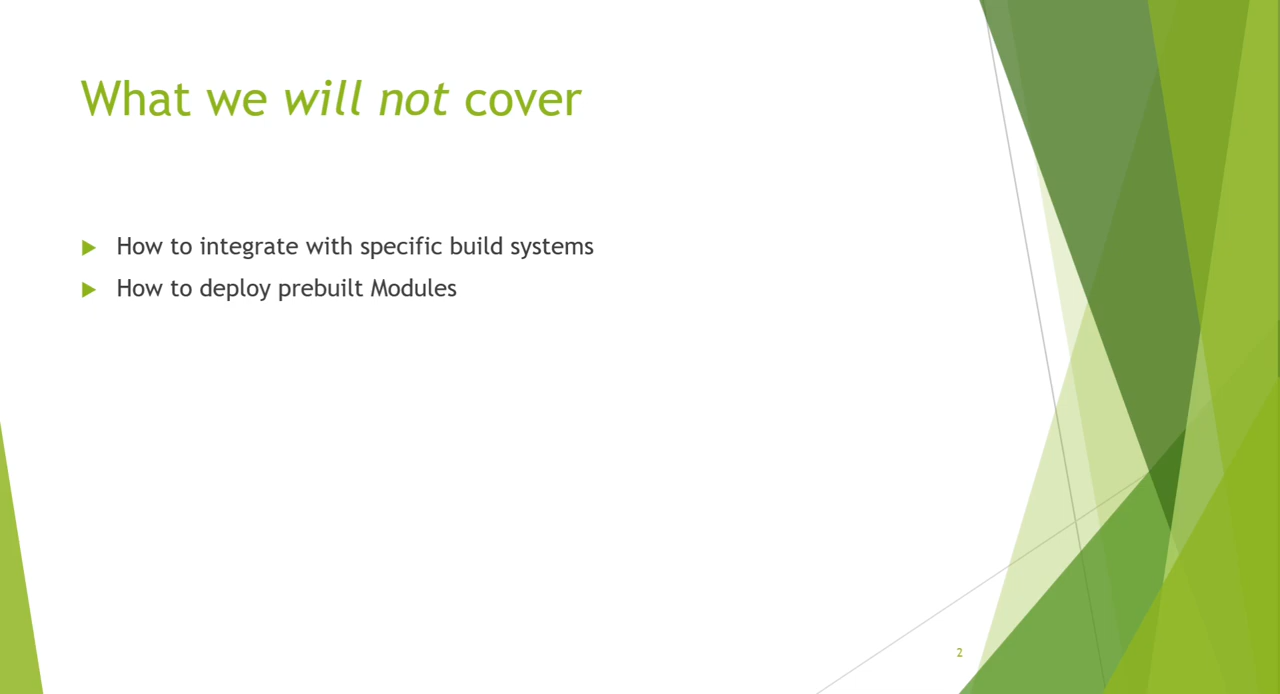 What we will not cover
How to integrate with specific build systems
How to deploy prebuilt Modules
2